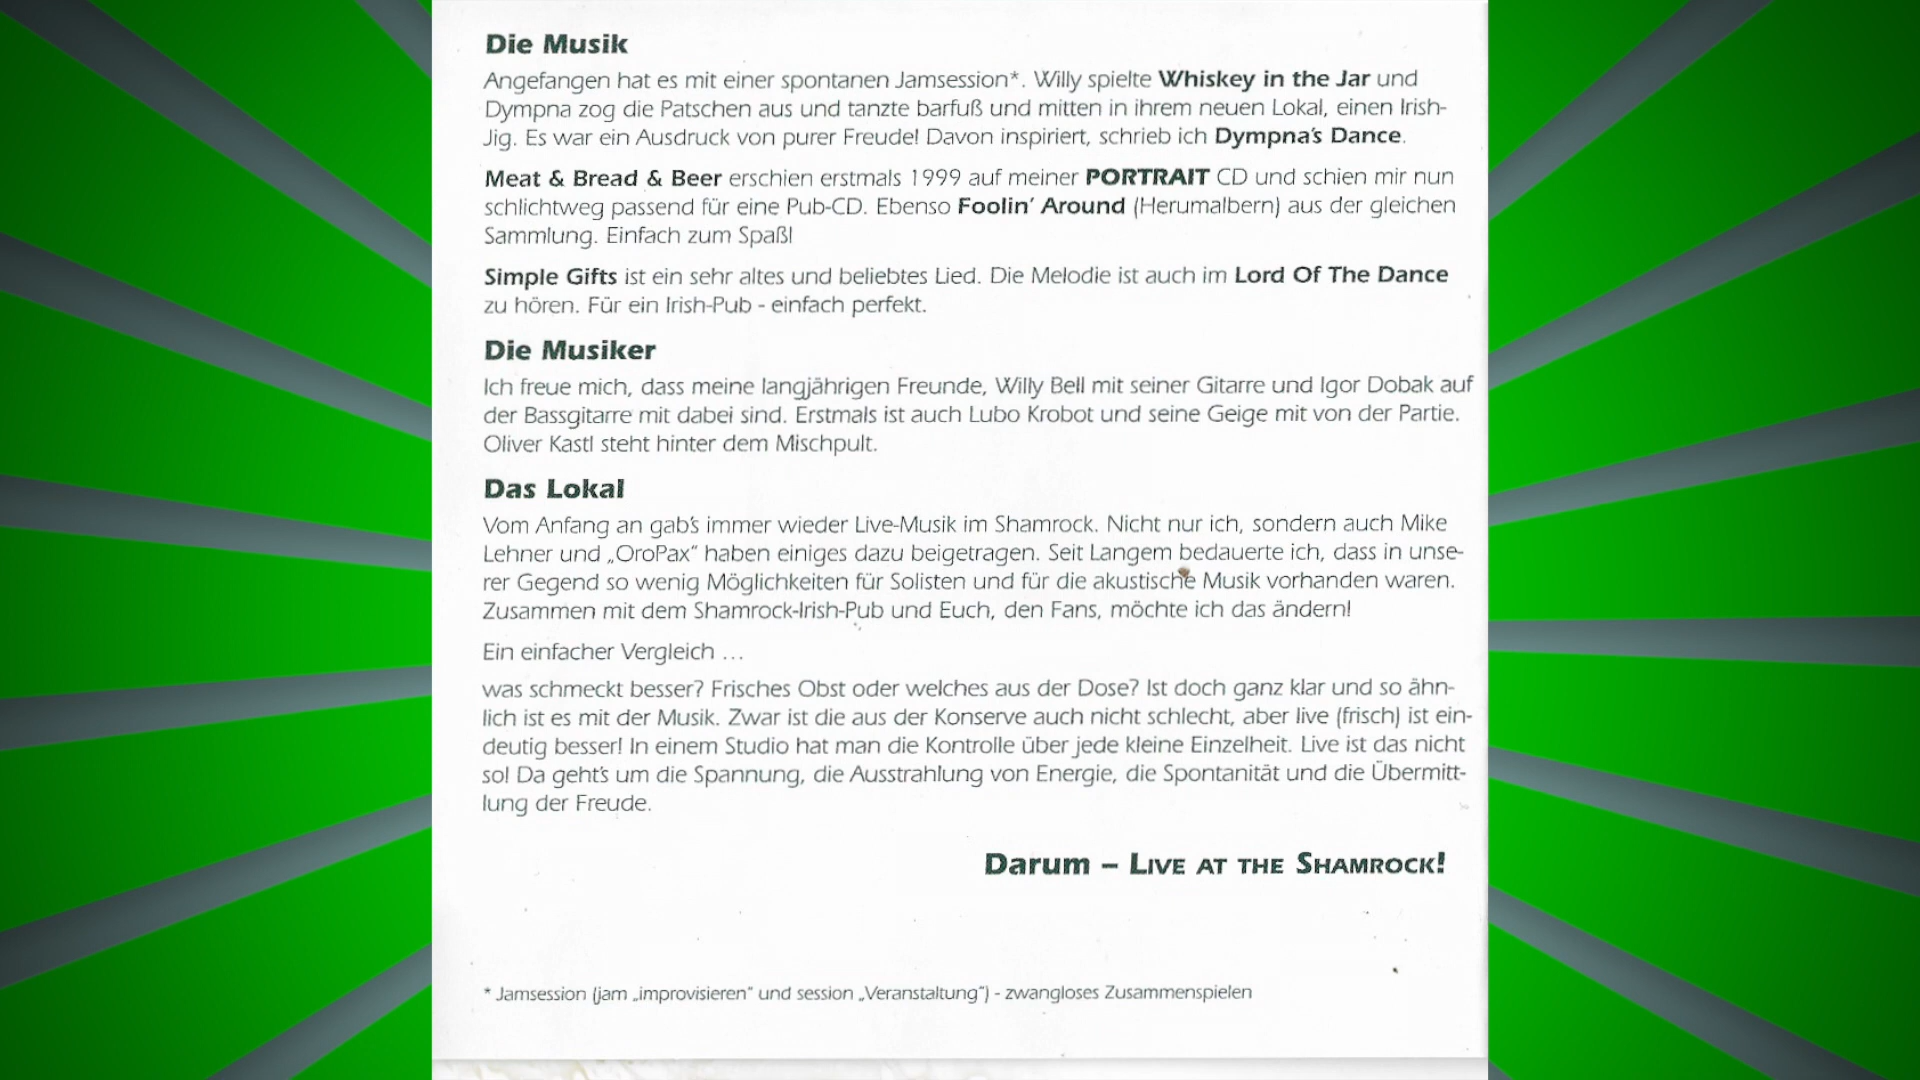 Die Musik
Angefangen hat es mit einer spontanen Jamsession*. Willy spielte Whiskey in the Jar und
Dympna zog die Patschen aus und tanzte barfuß und mitten in ihrem neuen Lokal, einen Irish-
Jig. Es war ein Ausdruck von purer Freude! Davon inspiriert, schrieb ich Dympna's Dance.
Meat & Bread & Beer erschien erstmals 1999 auf meiner PORTRAIT CD und schien mir nun
schlichtweg passend für eine Pub-CD. Ebenso Foolin' Around (Herumalbern) aus der gleichen
Sammlung. Einfach zum Spaß!
Simple Gifts ist ein sehr altes und beliebtes Lied. Die Melodie ist auch im Lord Of The Dance
zu hören. Für ein Irish-Pub - einfach perfekt.
Die Musiker
Ich freue mich, dass meine langjährigen Freunde, Willy Bell mit seiner Gitarre und Igor Dobak auf
der Bassgitarre mit dabei sind. Erstmals ist auch Lubo Krobot und seine Geige mit von der Partie.
Oliver Kastl steht hinter dem Mischpult.
Das Lokal
Vom Anfang an gab's immer wieder Live-Musik im Shamrock. Nicht nur ich, sondern auch Mike
Lehner und „OroPax“ haben einiges dazu beigetragen. Seit Langem bedauerte ich, dass in unse-
rer Gegend so wenig Möglichkeiten für Solisten und für die akustische Musik vorhanden waren.
Zusammen mit dem Shamrock-Irish-Pub und Euch, den Fans, möchte ich das ändern!
Ein einfacher Vergleich …
was schmeckt besser? Frisches Obst oder welches aus der Dose? Ist doch ganz klar und so ähn-
lich ist es mit der Musik. Zwar ist die aus der Konserve auch nicht schlecht, aber live (frisch) ist ein-
deutig besser! In einem Studio hat man die Kontrolle über jede kleine Einzelheit. Live ist das nicht
so! Da geht's um die Spannung, die Ausstrahlung von Energie, die Spontanität und die Übermitt-
lung der Freude.
Darum – LIVE AT THE SHAMROCK!
* Jamsession (jam „improvisieren“ und session „Veranstaltung“) - zwangloses Zusammenspielen